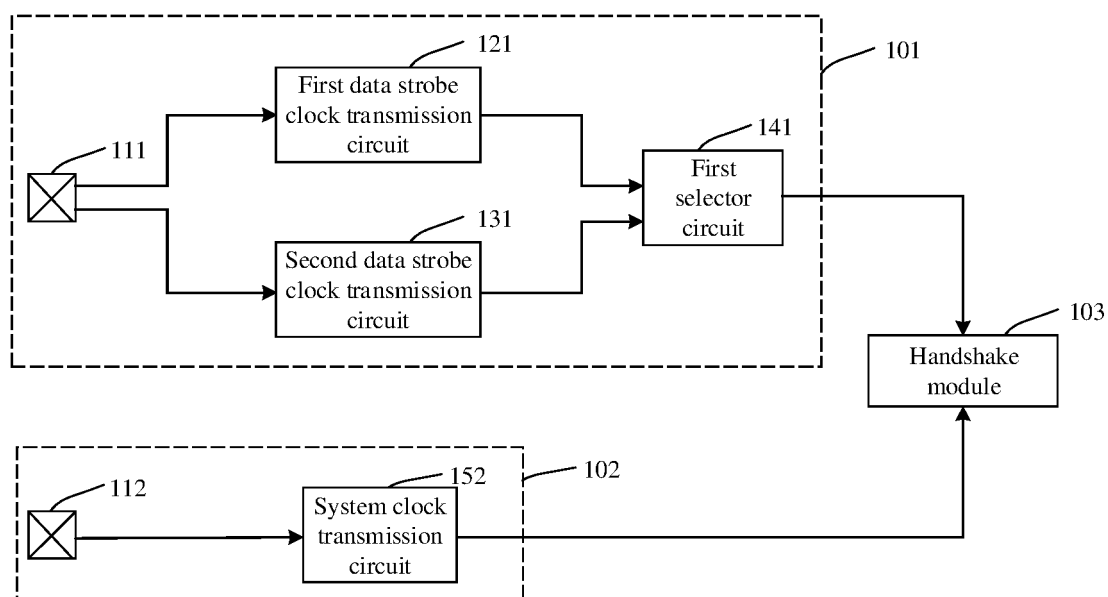 121
101
First data strobe
clock transmission
circuit
141
111
First
selector
circuit
131
Second data strobe
clock transmission
circuit
103
Handshake
module
152
102
112
System clock
transmission
circuit